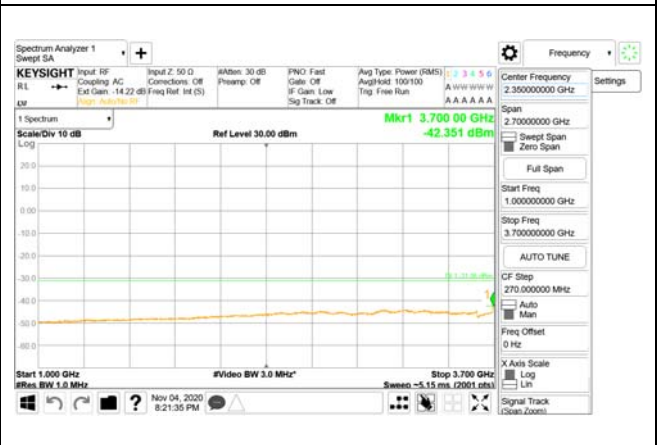 Spectrum Analyzer 1
Swept SA
Frequency
KEYSIGHT
RL
Input: RF
Coupling: AC
Ext Gain: -14.22 dB
Align: Auto/No RF
Input Z: 50 Ω
Corrections: Off
Freq Ref: Int (S)
#Atten: 30 dB
Preamp: Off
PNO: Fast
Gate: Off
IF Gain: Low
Sig Track: Off
Avg Type: Power (RMS)
Avg|Hold: 100/100
Trig: Free Run
1 2 3 4 5 6
A W W W W W
A A A A A A
1 Spectrum
Scale/Div 10 dB
Log
Ref Level 30.00 dBm
Mkr1 3.700 00 GHz
-42.351 dBm
20.0
10.0
0.00
-10.0
-20.0
-30.0
-40.0
-50.0
-60.0
1
Start 1.000 GHz
#Res BW 1.0 MHz
#Video BW 3.0 MHz*
Stop 3.700 GHz
Sweep ~5.15 ms (2001 pts)
Center Frequency
2.350000000 GHz
Settings
Span
2.70000000 GHz
Swept Span
Zero Span
Full Span
Start Freq
1.000000000 GHz
Stop Freq
3.700000000 GHz
AUTO TUNE
CF Step
270.000000 MHz
Auto
Man
Freq Offset
0 Hz
X Axis Scale
Log
Lin
Signal Track
(Span Zoom)
Nov 04, 2020
8:21:35 PM